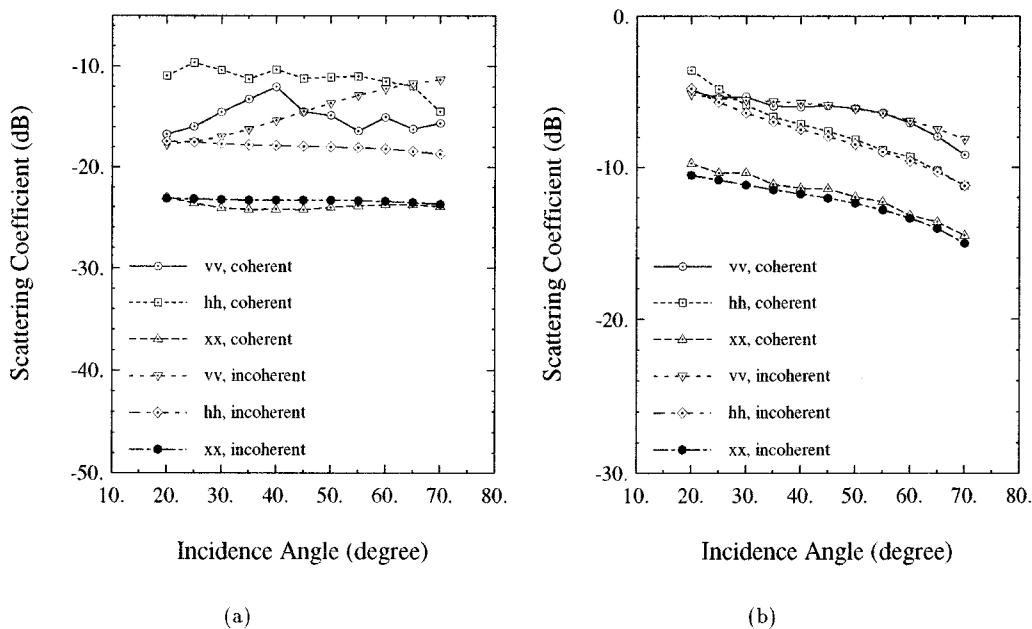 Scattering Coefficient (dB)
-10.
-20.
-30.
-40.
-50.
10. 20. 30. 40. 50. 60. 70. 80.
Incidence Angle (degree)
vv, coherent
hh, coherent
xx, coherent
vv, incoherent
hh, incoherent
xx, incoherent
(a)
Scattering Coefficient (dB)
0.
-10.
-20.
-30.
10. 20. 30. 40. 50. 60. 70. 80.
Incidence Angle (degree)
vv, coherent
hh, coherent
xx, coherent
vv, incoherent
hh, incoherent
xx, incoherent
(b)